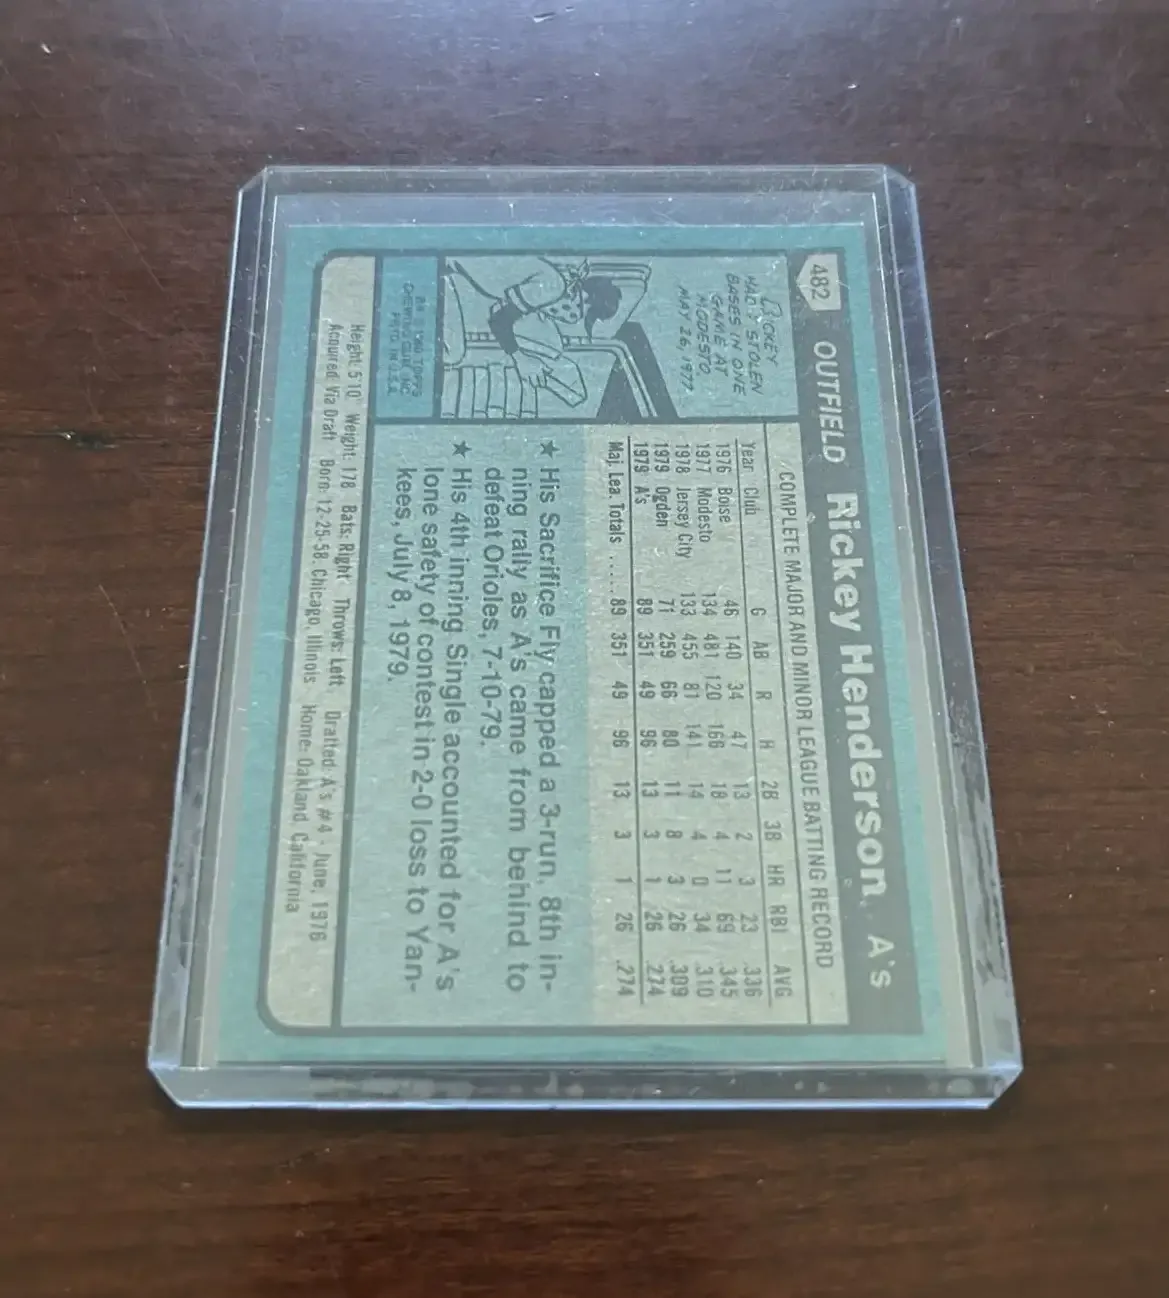 482 OUTFIELD Rickey Henderson A's
RICKEY
HAD 7 STOLEN
BASES IN ONE
GAME AT
MODESTO,
MAY 26, 1977.
COMPLETE MAJOR AND MINOR LEAGUE BATTING RECORD
Year Club G AB R H 2B 3B HR RBI AVG
1976 Boise 46 140 34 47 13 2 3 23 .336
1977 Modesto 134 481 120 166 18 4 11 69 .345
1978 Jersey City 133 455 81 141 14 4 0 34 .310
1979 Ogden 71 259 66 80 11 8 3 26 .309
1979 A's 89 351 49 96 13 3 1 26 .274
Maj. Lea. Totals ..... 89 351 49 96 13 3 1 26 .274
★ His Sacrifice Fly capped a 3-run, 8th in-
ning rally as A's came from behind to
defeat Orioles, 7-10-79.
★ His 4th inning Single accounted for A's
lone safety of contest in 2-0 loss to Yan-
kees, July 8, 1979.
1980 TOPPS
CHEWING GUM, INC.
PRTD. IN U.S.A.
Height: 5'10" Weight: 178 Bats: Right Throws: Left Drafted: A's #4 - June, 1976
Acquired: Via Draft Born: 12-25-58, Chicago, Illinois Home: Oakland, California